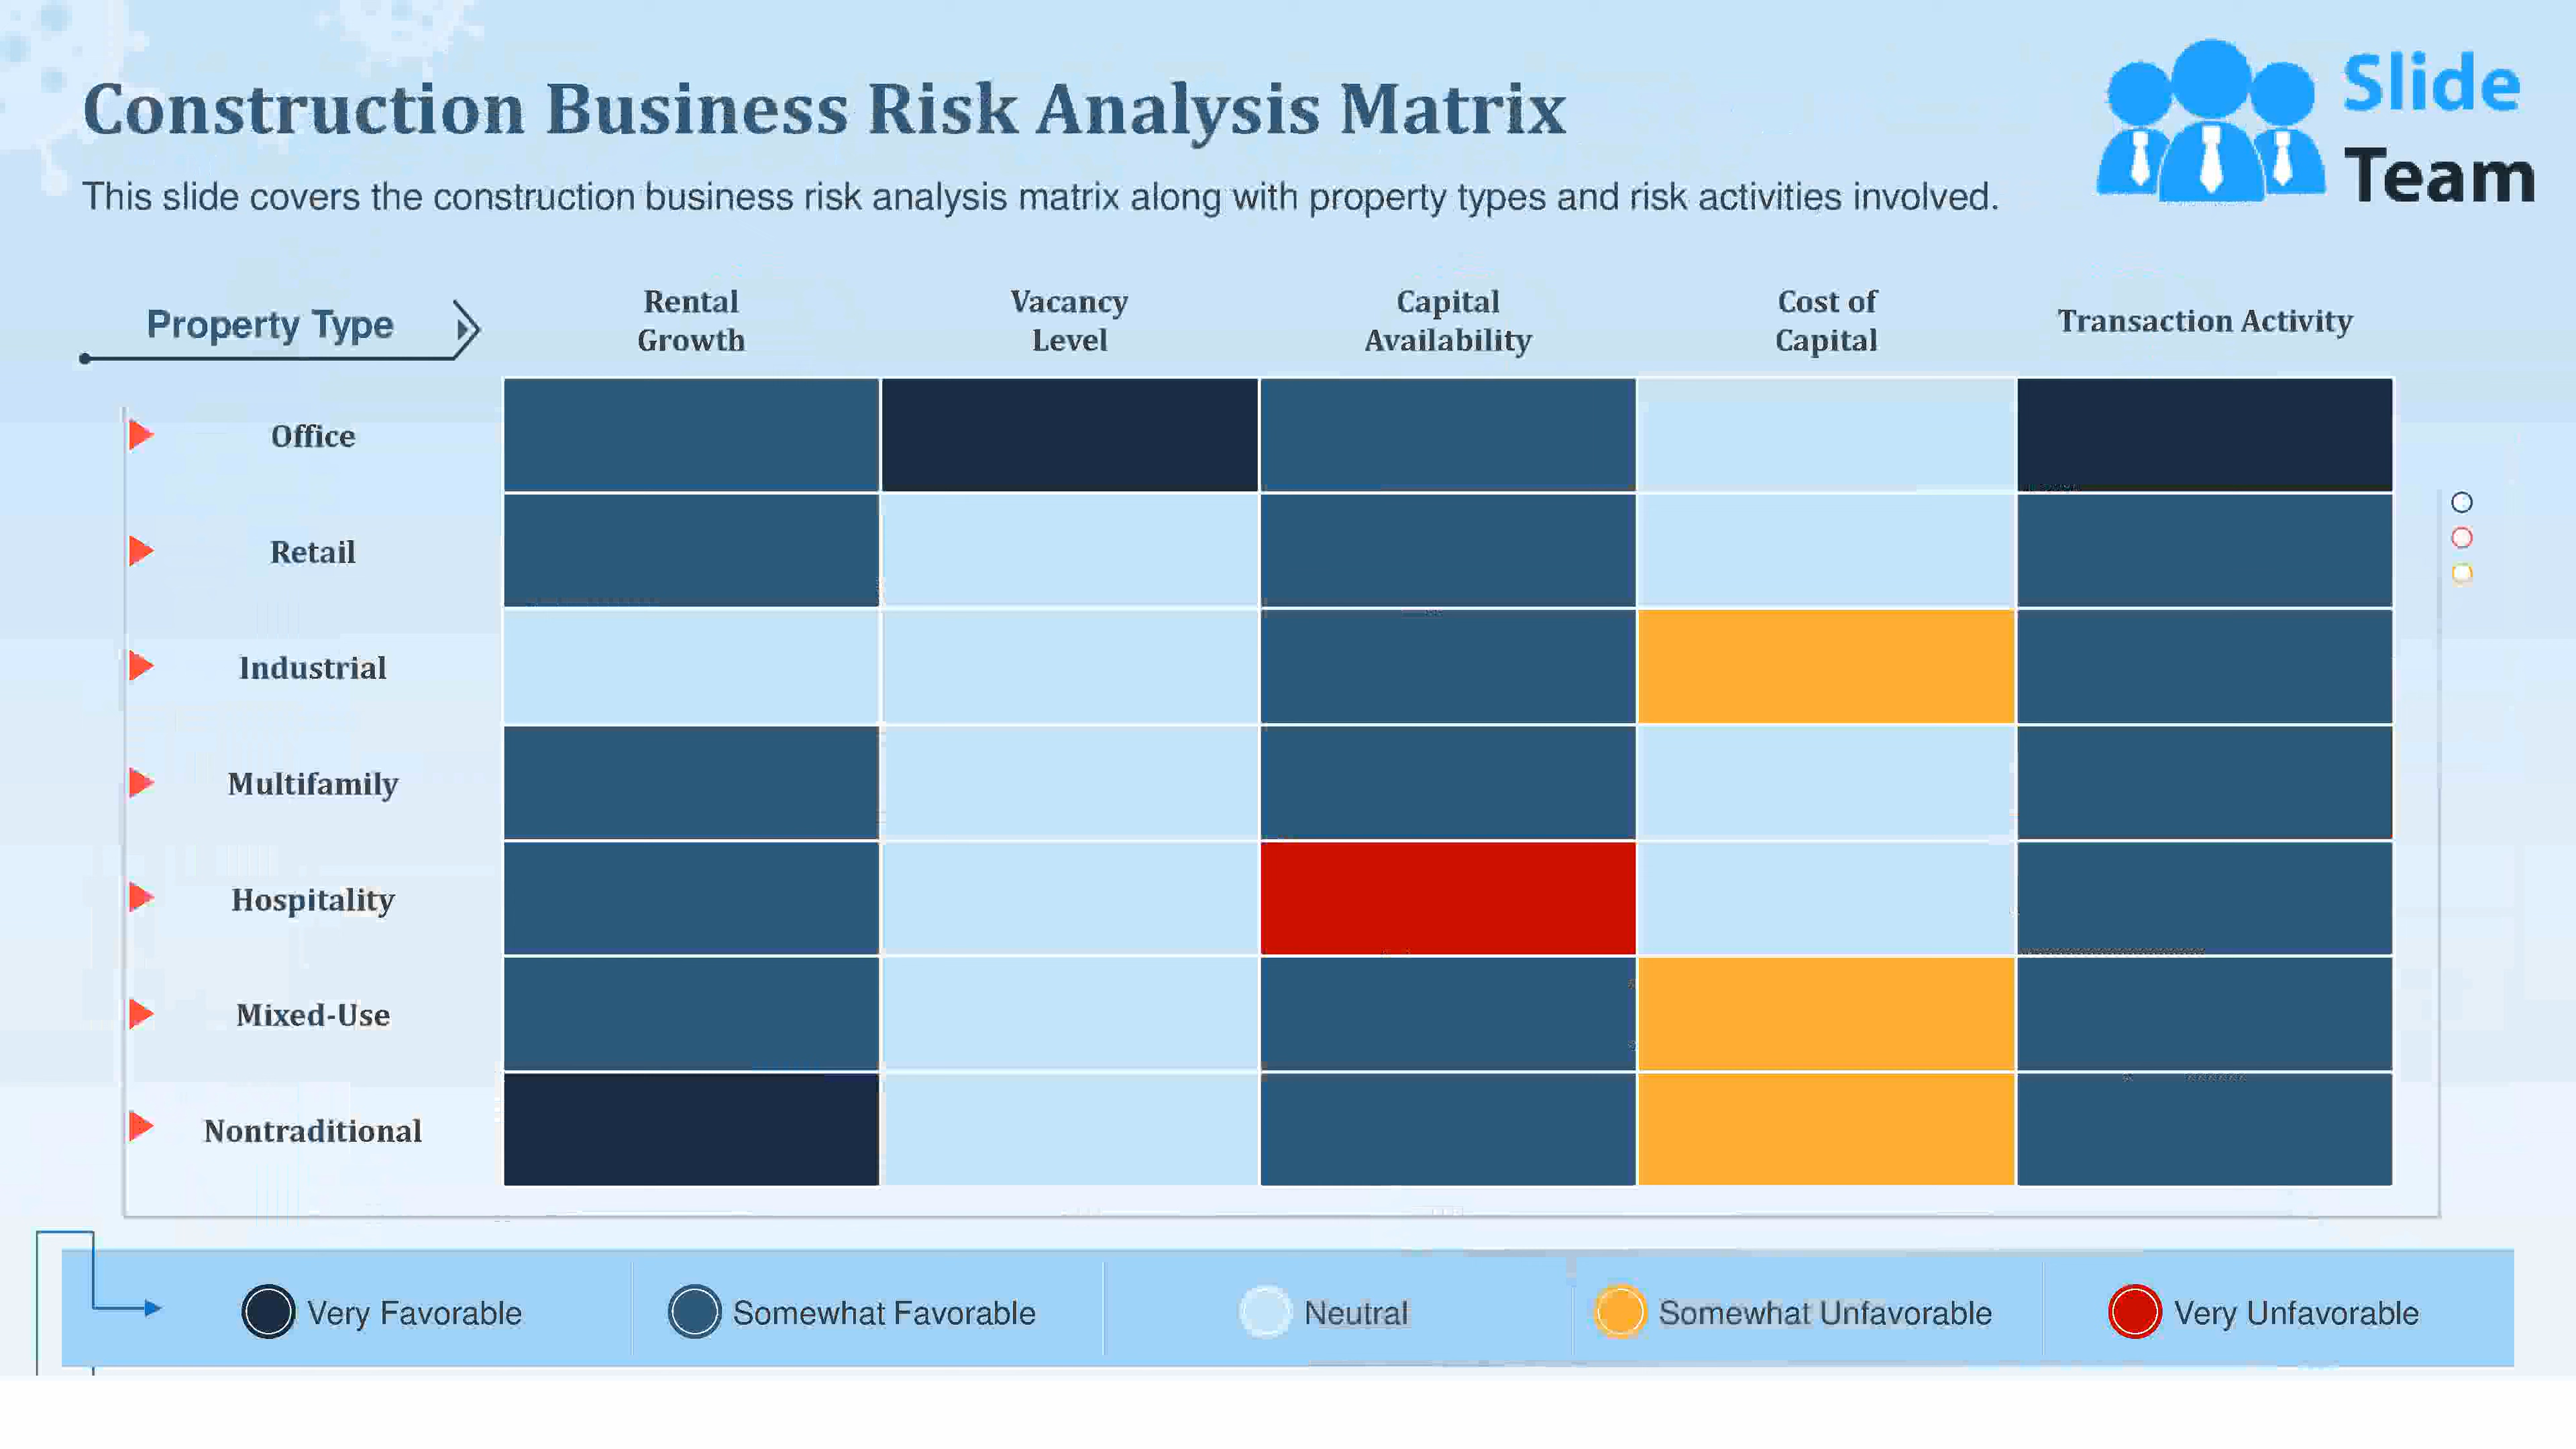 Construction Business Risk Analysis Matrix
Slide
Team
This slide covers the construction business risk analysis matrix along with property types and risk activities involved.
Property Type
Rental
Growth
Vacancy
Level
Capital
Availability
Cost of
Capital
Transaction Activity
Office
Retail
Industrial
Multifamily
Hospitality
Mixed-Use
Nontraditional
Very Favorable
Somewhat Favorable
Neutral
Somewhat Unfavorable
Very Unfavorable